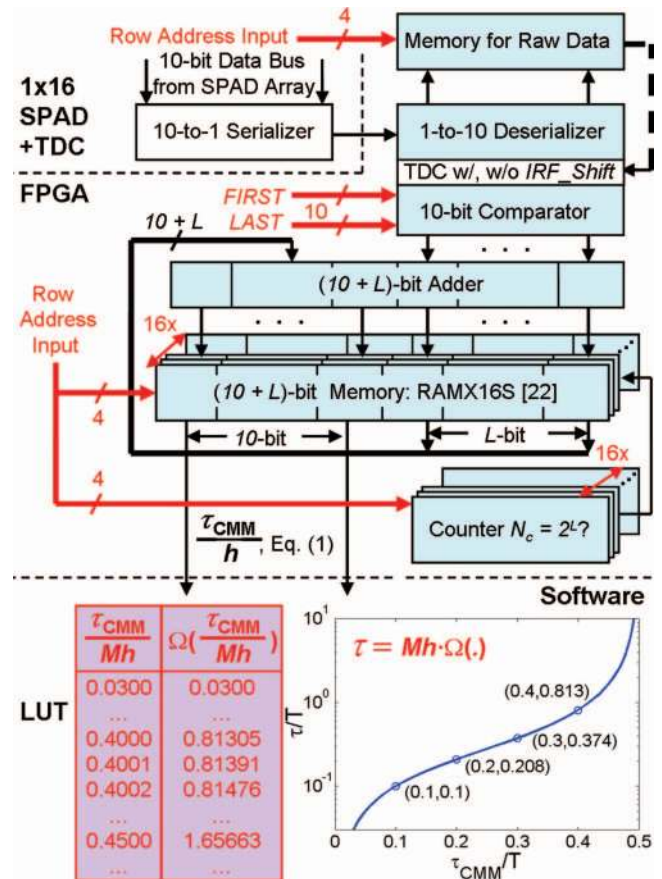 Row Address Input
4
Memory for Raw Data
10-bit Data Bus
from SPAD Array
1x16
SPAD
+TDC
10-to-1 Serializer
1-to-10 Deserializer
TDC w/, w/o IRF_Shift
FPGA
FIRST
4
LAST
10
10-bit Comparator
10 + L
. . .
(10 + L)-bit Adder
Row
Address
Input
16x
. . .
. . .
(10 + L)-bit Memory: RAMX16S [22]
4
10-bit
L-bit
4
16x
Counter Nc = 2^L?
τCMM/h, Eq. (1)
Software
LUT
τCMM/Mh
Ω(τCMM/Mh)
0.0300 0.0300
... ...
0.4000 0.81305
0.4001 0.81391
0.4002 0.81476
... ...
0.4500 1.65663
... ...
τ = Mh·Ω(.)
10^1
10^0
10^-1
τ/T
(0.4,0.813)
(0.3,0.374)
(0.2,0.208)
(0.1,0.1)
0 0.1 0.2 0.3 0.4 0.5
τCMM/T